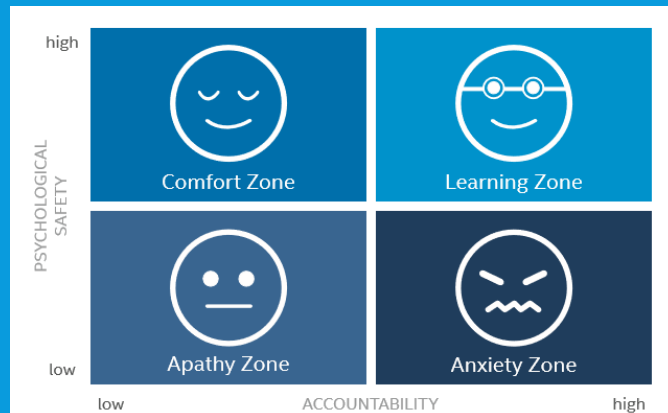 high
Comfort Zone
Learning Zone
PSYCHOLOGICAL
SAFETY
Apathy Zone
Anxiety Zone
low
low
ACCOUNTABILITY
high